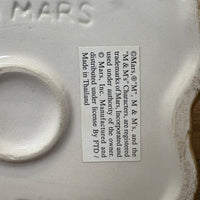 MARS
©Mars, ®"M", M & M's, and the
"M & M's" Characters, are registered
trademarks of Mars, Incorporated and
used under authority of the owner.
© Mars, Inc. Manufactured and
distributed under license By FTD /
Made in Thailand